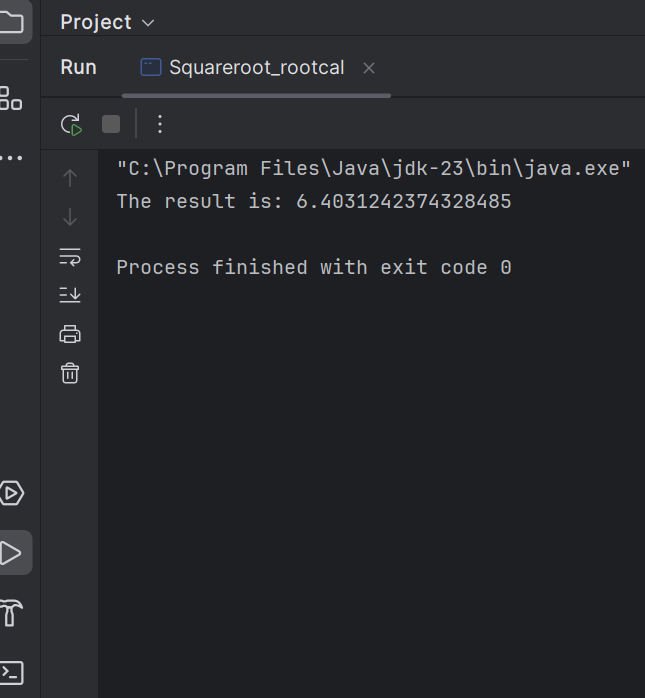 Project
Run
Squareroot_rootcal
"C:\Program Files\Java\jdk-23\bin\java.exe"
The result is: 6.4031242374328485
Process finished with exit code 0